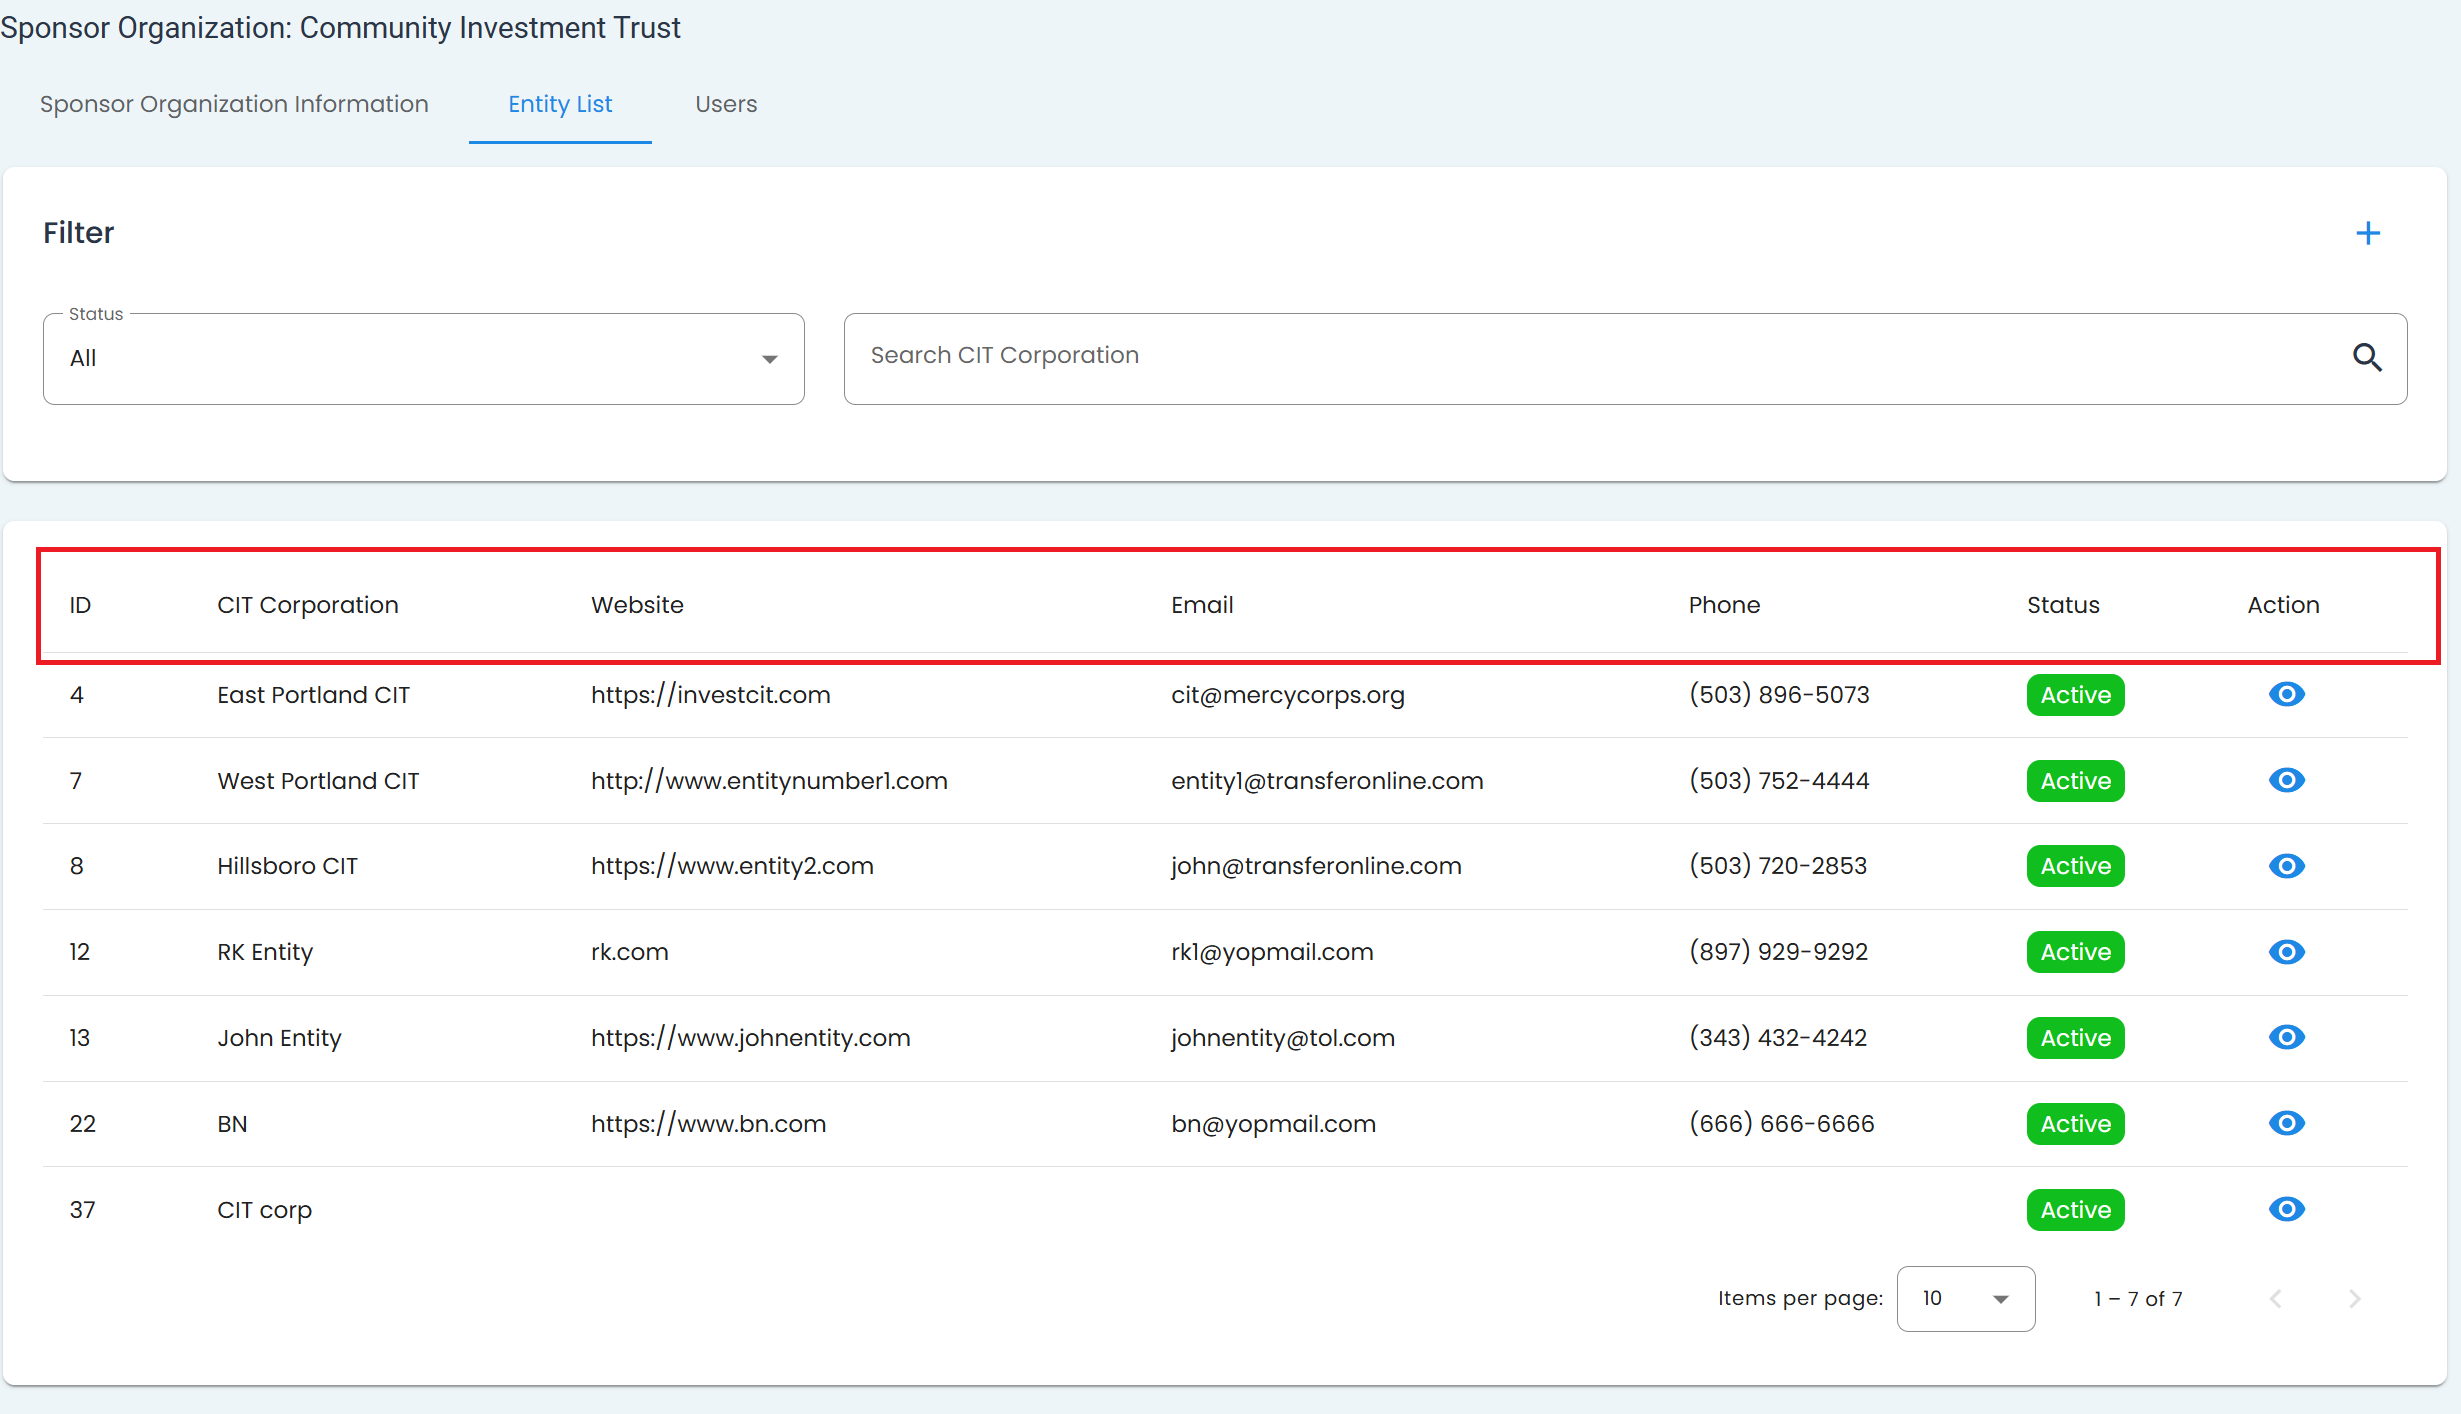 Sponsor Organization: Community Investment Trust
Sponsor Organization Information Entity List Users
Filter
Status
All
Search CIT Corporation
ID CIT Corporation Website Email Phone Status Action
4 East Portland CIT https://investcit.com cit@mercycorps.org (503) 896-5073 Active
7 West Portland CIT http://www.entitynumber1.com entity1@transferonline.com (503) 752-4444 Active
8 Hillsboro CIT https://www.entity2.com john@transferonline.com (503) 720-2853 Active
12 RK Entity rk.com rk1@yopmail.com (897) 929-9292 Active
13 John Entity https://www.johnentity.com johnentity@tol.com (343) 432-4242 Active
22 BN https://www.bn.com bn@yopmail.com (666) 666-6666 Active
37 CIT corp Active
Items per page: 10 1 – 7 of 7